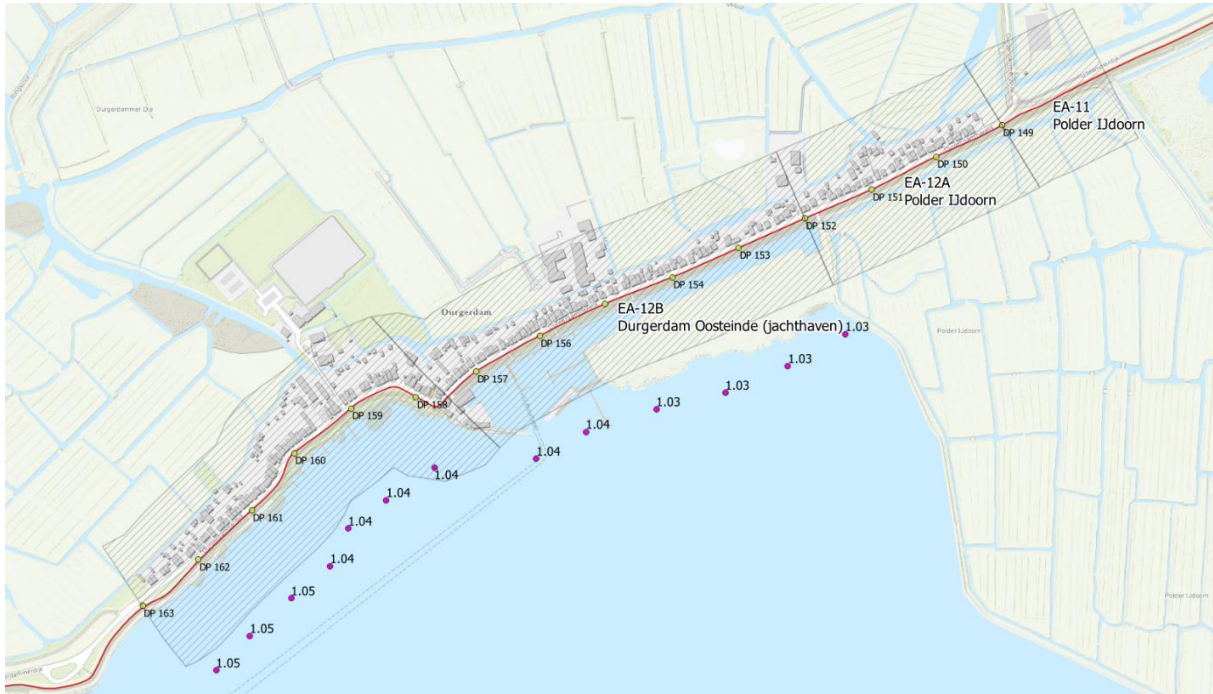 EA-11
Polder IJdoorn
DP 149
DP 150
EA-12A
Polder IJdoorn
DP 151
DP 152
DP 153
DP 154
EA-12B
Durgerdam Oosteinde (jachthaven)
DP 156
DP 157
DP 158
DP 159
DP 160
DP 161
DP 162
DP 163
Durgerdammer Die
Durgerdam
Polder IJdoorn
Polder IJdoorn
1.03
1.03
1.03
1.03
1.04
1.04
1.04
1.04
1.04
1.04
1.05
1.05
1.05